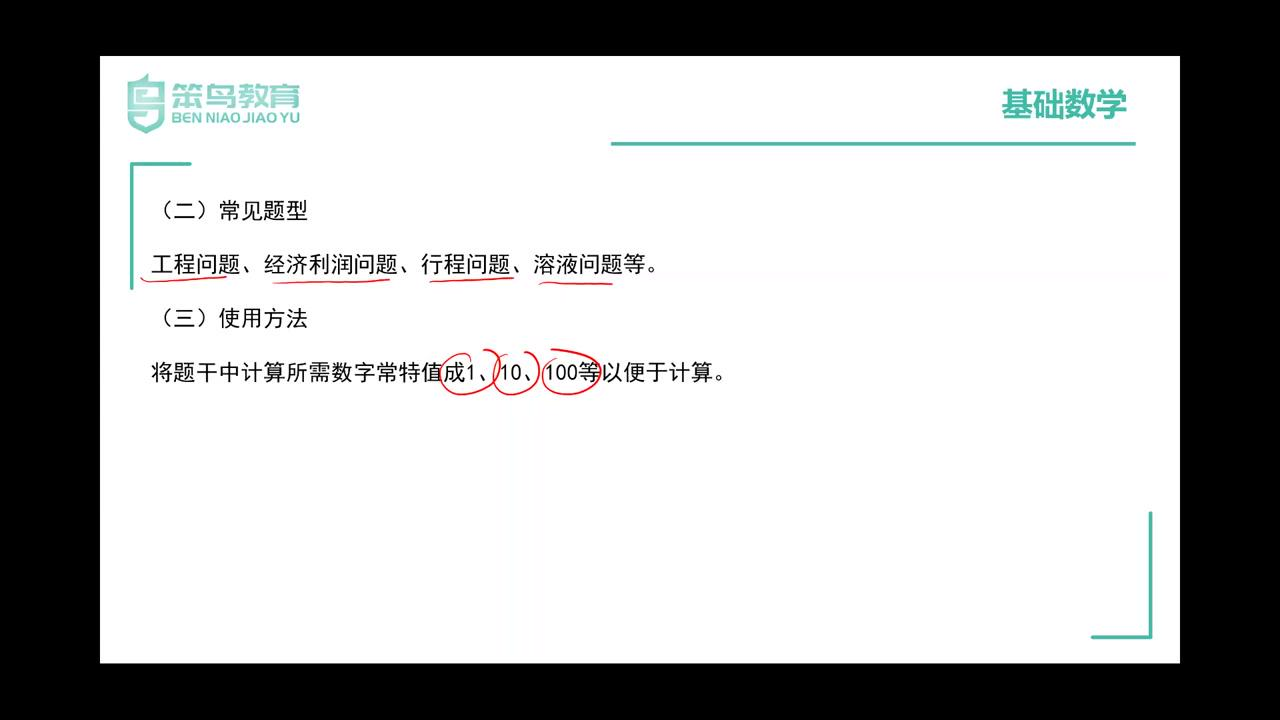 笨鸟教育
BEN NIAO JIAO YU
基础数学
（二）常见题型
工程问题、经济利润问题、行程问题、溶液问题等。
（三）使用方法
将题干中计算所需数字常特值成1、10、100等以便于计算。